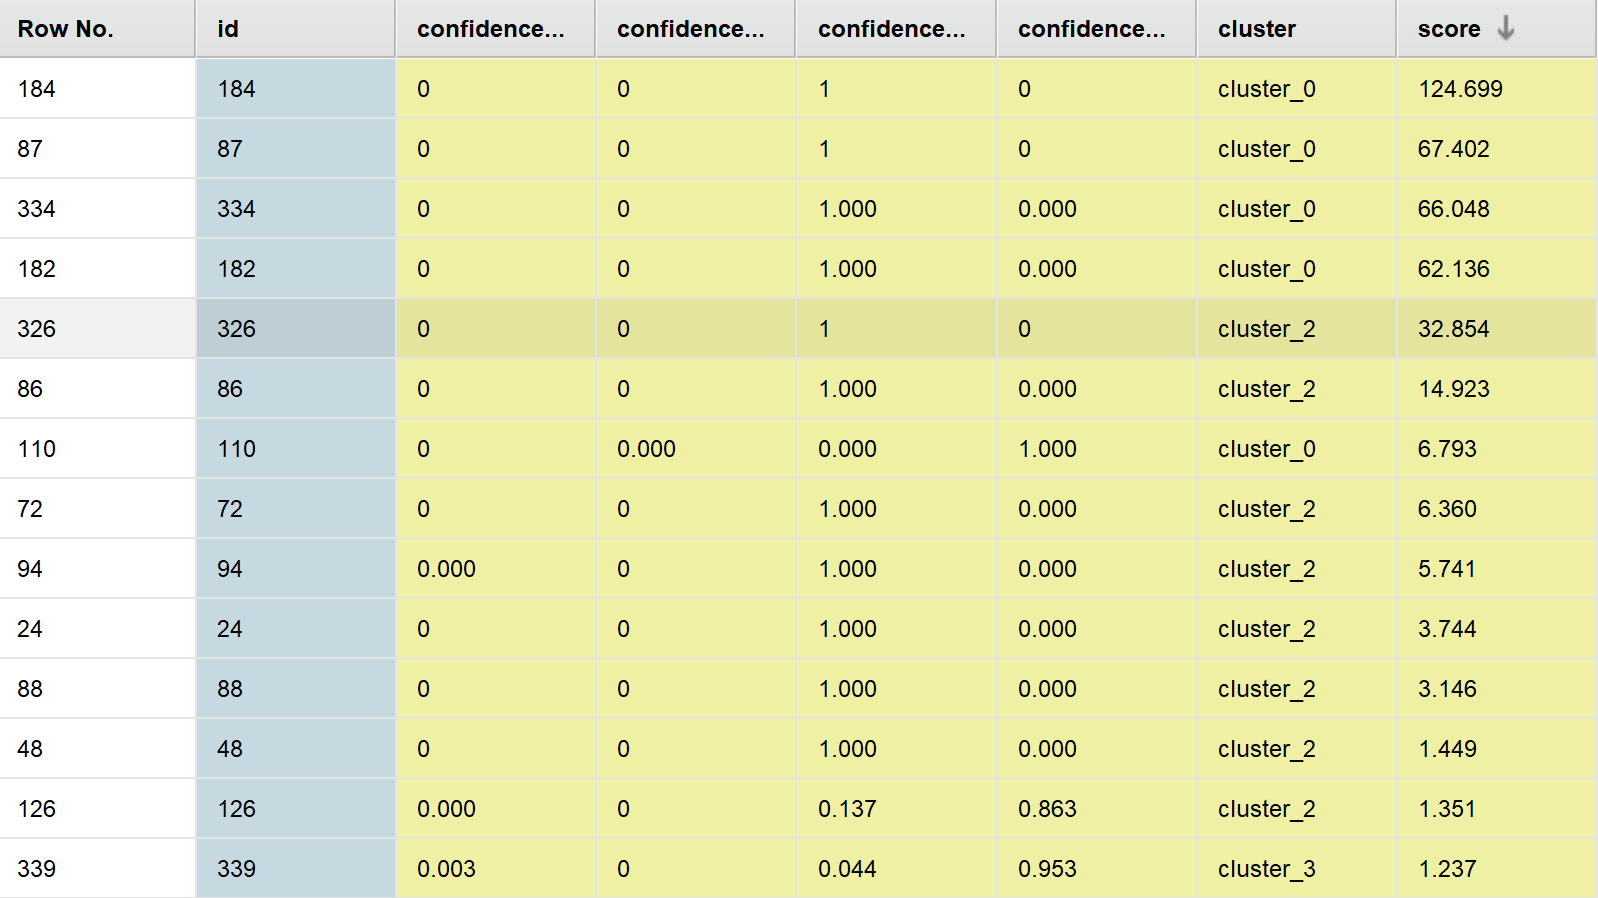 Row No. id confidence... confidence... confidence... confidence... cluster score
184 184 0 0 1 0 cluster_0 124.699
87 87 0 0 1 0 cluster_0 67.402
334 334 0 0 1.000 0.000 cluster_0 66.048
182 182 0 0 1.000 0.000 cluster_0 62.136
326 326 0 0 1 0 cluster_2 32.854
86 86 0 0 1.000 0.000 cluster_2 14.923
110 110 0 0.000 0.000 1.000 cluster_0 6.793
72 72 0 0 1.000 0.000 cluster_2 6.360
94 94 0.000 0 1.000 0.000 cluster_2 5.741
24 24 0 0 1.000 0.000 cluster_2 3.744
88 88 0 0 1.000 0.000 cluster_2 3.146
48 48 0 0 1.000 0.000 cluster_2 1.449
126 126 0.000 0 0.137 0.863 cluster_2 1.351
339 339 0.003 0 0.044 0.953 cluster_3 1.237